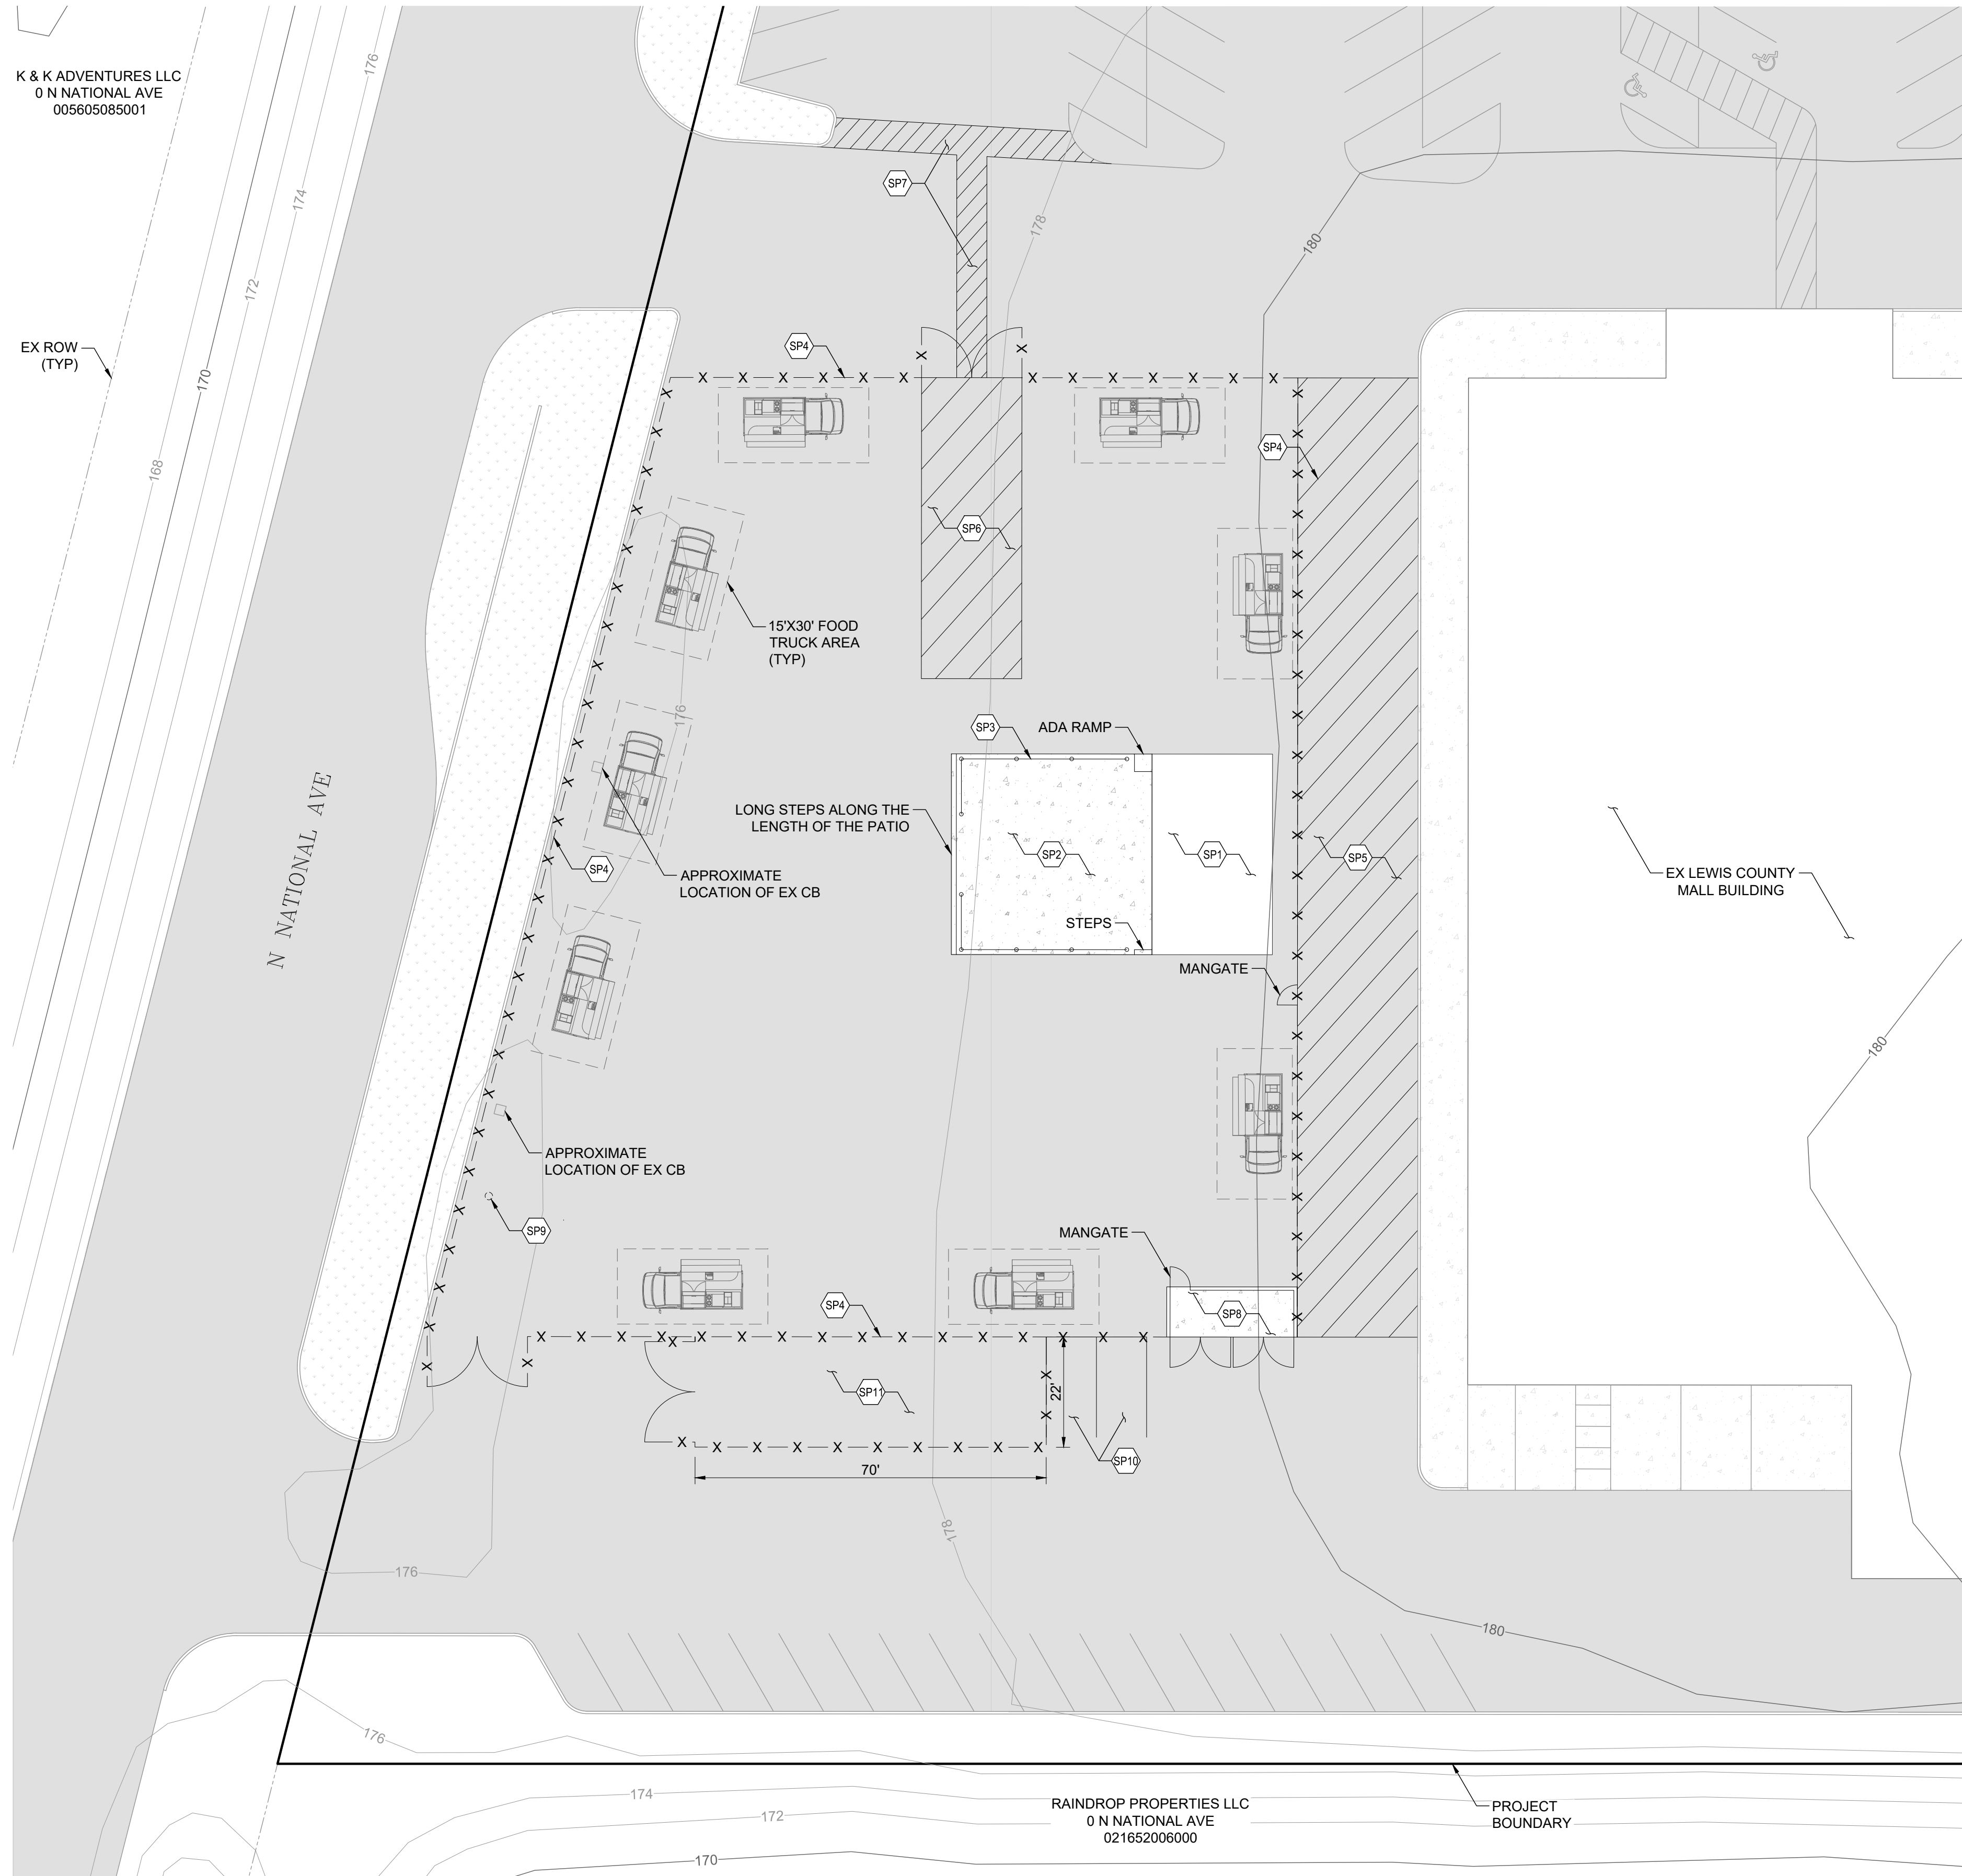 176
K & K ADVENTURES LLC
0 N NATIONAL AVE
005605085001
174
SP7
178
180
172
EX ROW
(TYP)
SP4
170
SP4
168
SP6
15'X30' FOOD
TRUCK AREA
(TYP)
176
SP3
ADA RAMP
LONG STEPS ALONG THE
LENGTH OF THE PATIO
SP2
SP1
SP5
N NATIONAL AVE
SP4
APPROXIMATE
LOCATION OF EX CB
EX LEWIS COUNTY
MALL BUILDING
STEPS
MANGATE
180
APPROXIMATE
LOCATION OF EX CB
SP9
MANGATE
SP4
SP8
SP11
22'
SP10
70'
178
176
180
176
174
172
RAINDROP PROPERTIES LLC
0 N NATIONAL AVE
021652006000
PROJECT
BOUNDARY
170